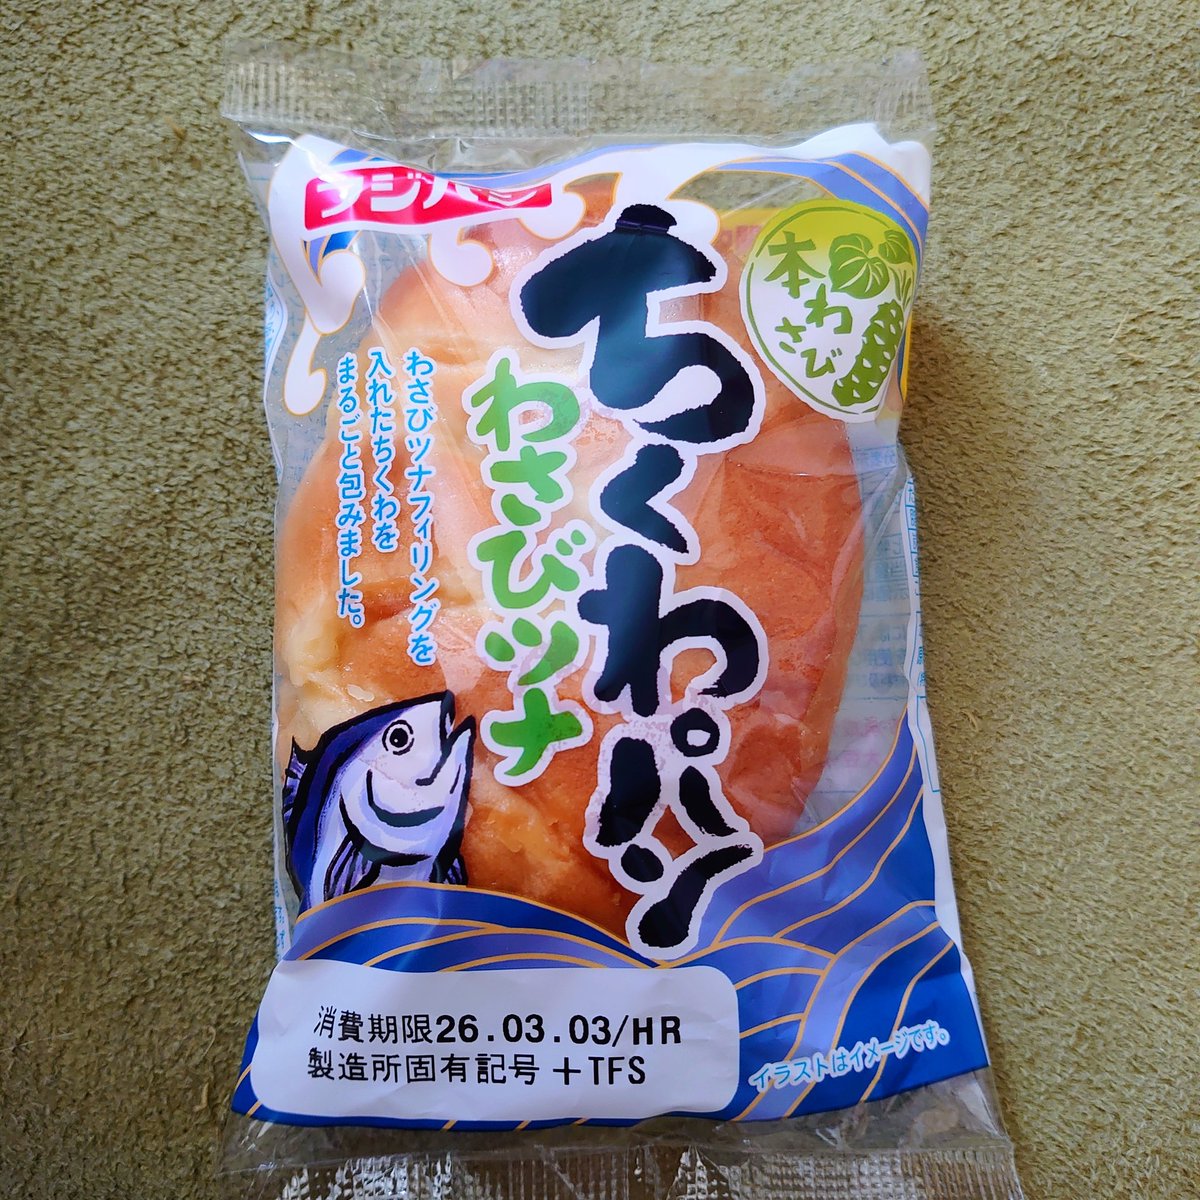 フジパン
本わさび
ちくわパン
わさびツナ
わさびツナフィリングを
入れたちくわを
まるごと包みました。
消費期限26.03.03/HR
製造所固有記号 +TFS
イラストはイメージです。